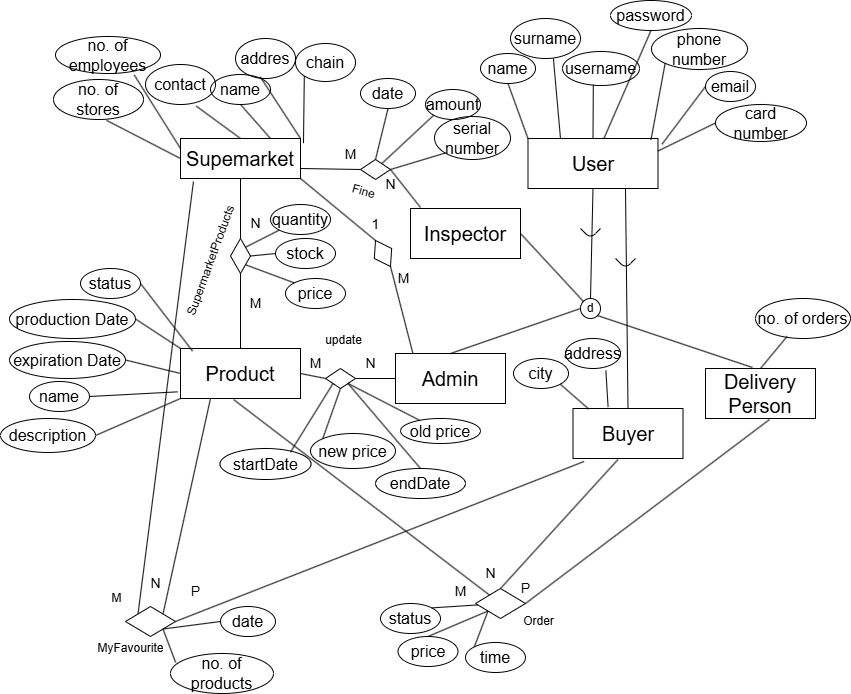 password
no. of
employees
addres
chain
surname
phone
number
name
username
contact
name
email
no. of
stores
date
amount
card
number
serial
number
Supemarket
M
User
N
Fine
SupermarketProducts
N
quantity
1
Inspector
stock
M
status
price
M
d
production Date
no. of orders
update
address
expiration Date
Product
M
N
Admin
city
Delivery
Person
name
description
old price
Buyer
new price
startDate
endDate
M
N
P
N
M
P
status
Order
date
MyFavourite
price
time
no. of
products